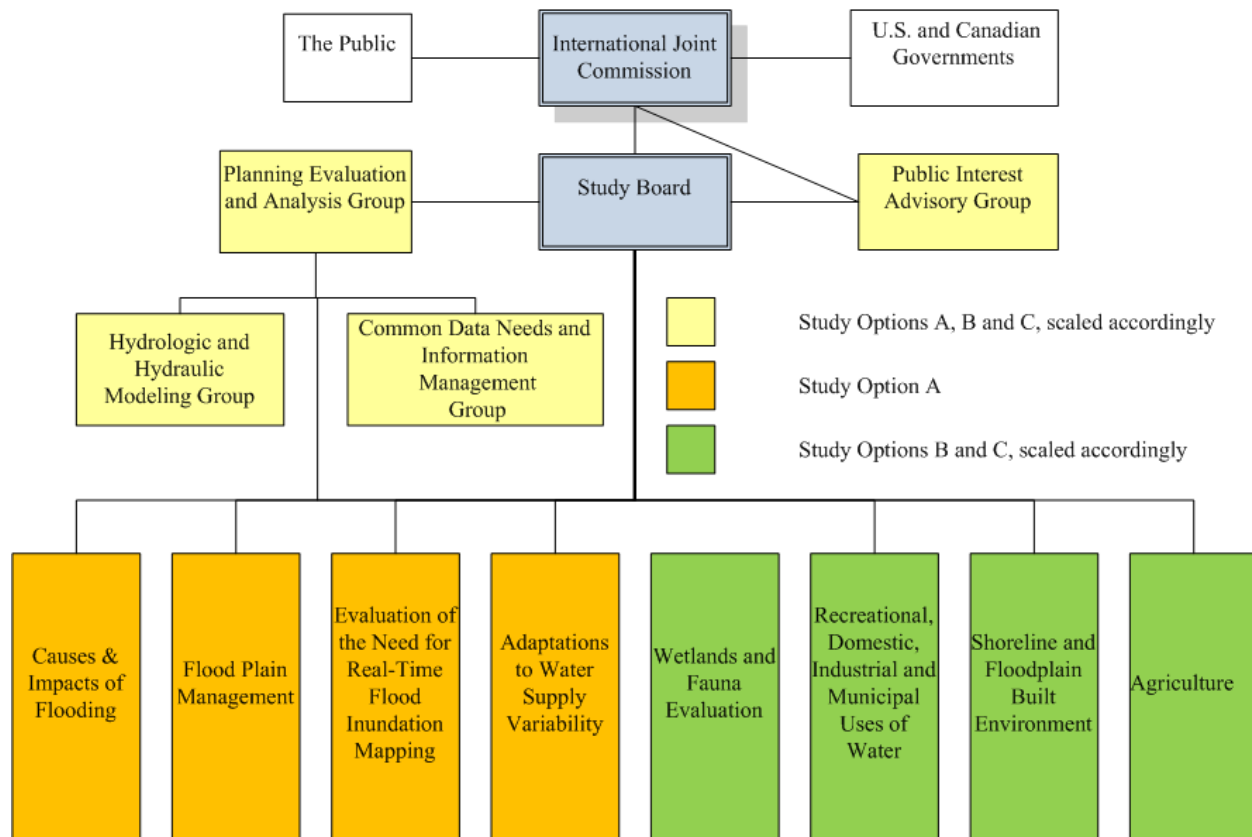 The Public
International Joint
Commission
U.S. and Canadian
Governments
Planning Evaluation
and Analysis Group
Study Board
Public Interest
Advisory Group
Hydrologic and
Hydraulic
Modeling Group
Common Data Needs and
Information
Management
Group
Study Options A, B and C, scaled accordingly
Study Option A
Study Options B and C, scaled accordingly
Causes &
Impacts of
Flooding
Flood Plain
Management
Evaluation of
the Need for
Real-Time
Flood
Inundation
Mapping
Adaptations
to Water
Supply
Variability
Wetlands and
Fauna
Evaluation
Recreational,
Domestic,
Industrial and
Municipal
Uses of
Water
Shoreline and
Floodplain
Built
Environment
Agriculture